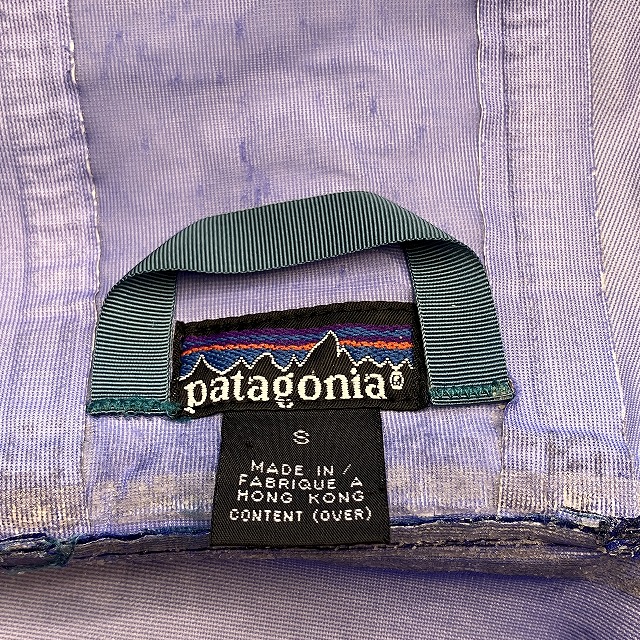 patagonia®
S
MADE IN /
FABRIQUE A
HONG KONG
CONTENT (OVER)